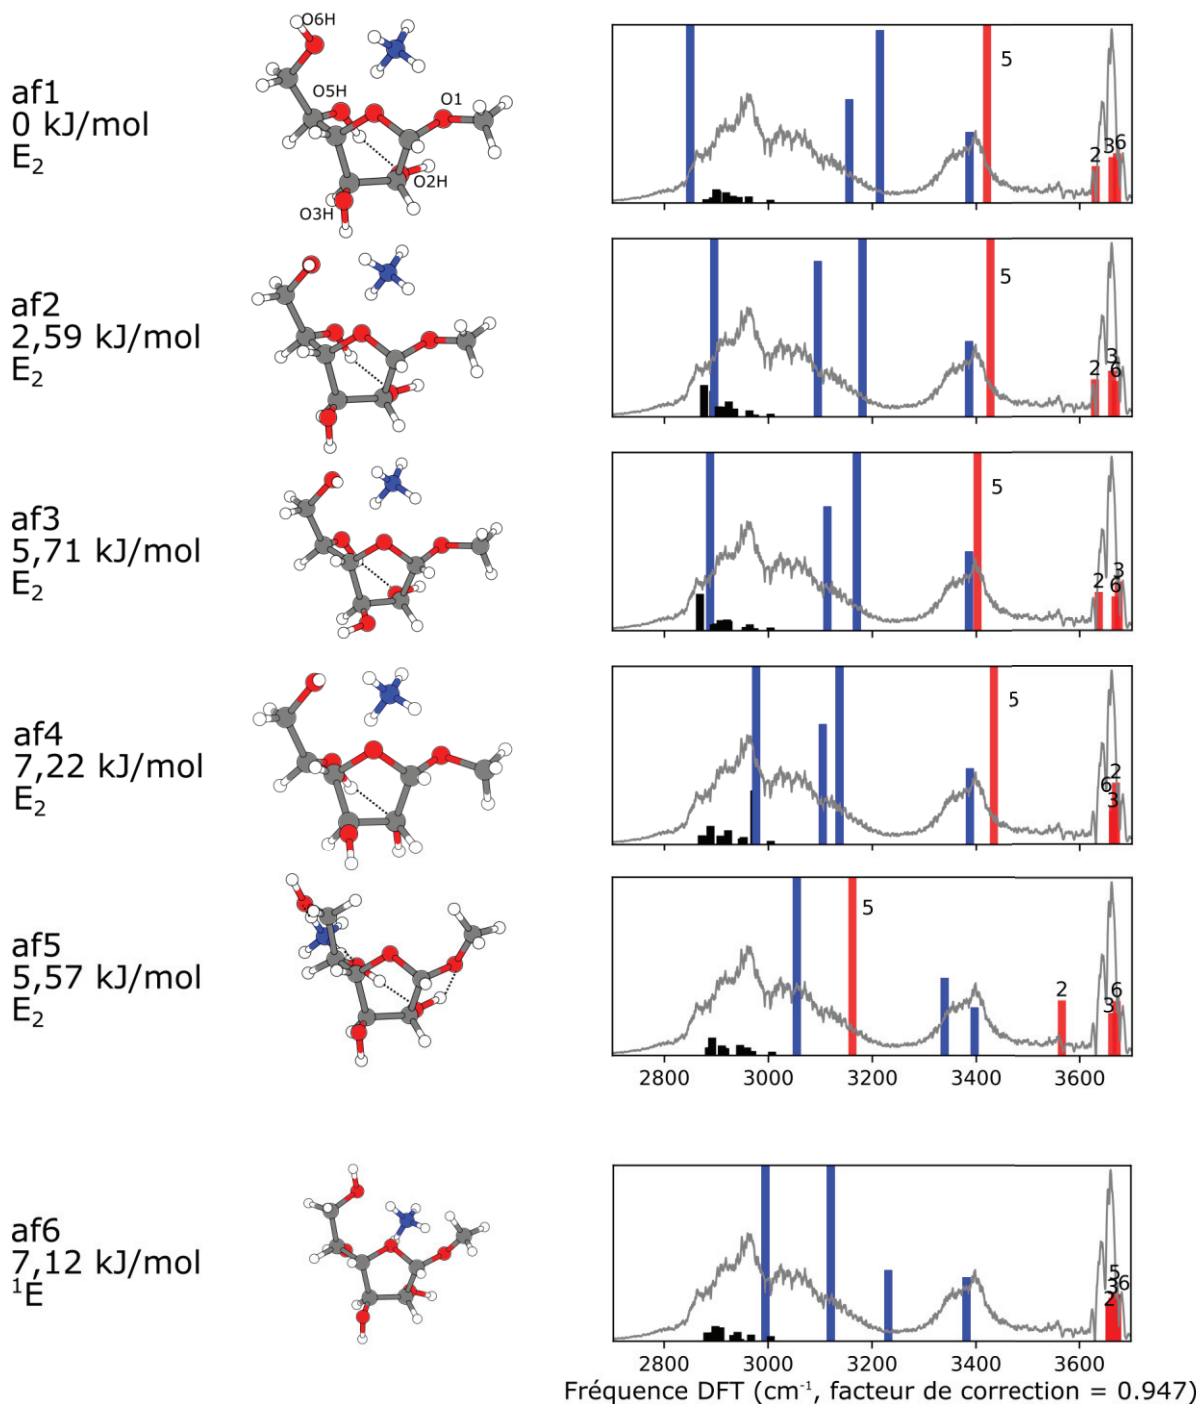 af1
0 kJ/mol
E2
O6H
O5H
O1
O2H
O3H
5
2
3
6
af2
2,59 kJ/mol
E2
5
2
3
6
af3
5,71 kJ/mol
E2
5
2
3
6
af4
7,22 kJ/mol
E2
5
6
2
3
af5
5,57 kJ/mol
E2
5
2
3
6
2800 3000 3200 3400 3600
af6
7,12 kJ/mol
1E
5
3
6
2
2800 3000 3200 3400 3600
Fréquence DFT (cm-1, facteur de correction = 0.947)